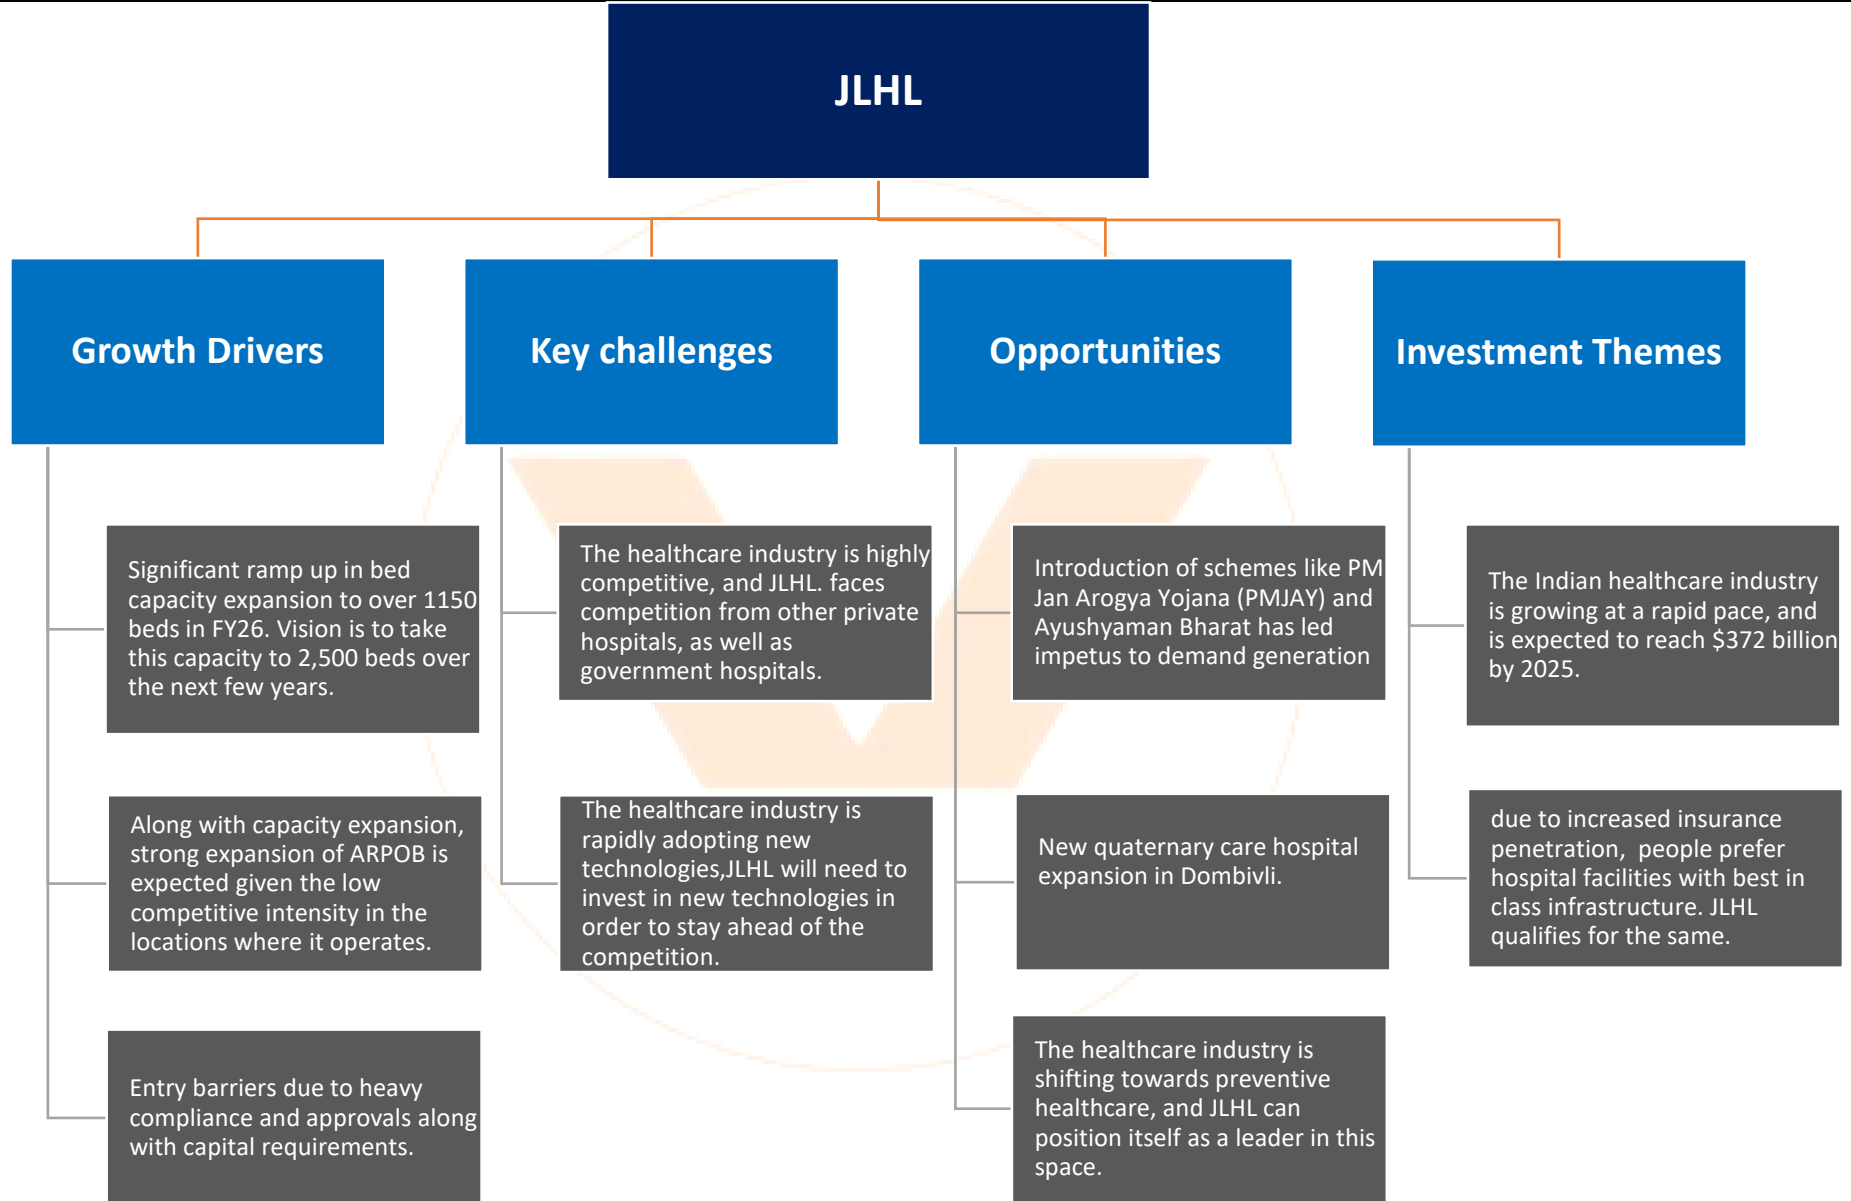 JLHL
Growth Drivers
Significant ramp up in bed
capacity expansion to over 1150
beds in FY26. Vision is to take
this capacity to 2,500 beds over
the next few years.
Along with capacity expansion,
strong expansion of ARPOB is
expected given the low
competitive intensity in the
locations where it operates.
Entry barriers due to heavy
compliance and approvals along
with capital requirements.
Key challenges
The healthcare industry is highly
competitive, and JLHL. faces
competition from other private
hospitals, as well as
government hospitals.
The healthcare industry is
rapidly adopting new
technologies,JLHL will need to
invest in new technologies in
order to stay ahead of the
competition.
Opportunities
Introduction of schemes like PM
Jan Arogya Yojana (PMJAY) and
Ayushyaman Bharat has led
impetus to demand generation
New quaternary care hospital
expansion in Dombivli.
The healthcare industry is
shifting towards preventive
healthcare, and JLHL can
position itself as a leader in this
space.
Investment Themes
The Indian healthcare industry
is growing at a rapid pace, and
is expected to reach $372 billion
by 2025.
due to increased insurance
penetration,  people prefer
hospital facilities with best in
class infrastructure. JLHL
qualifies for the same.